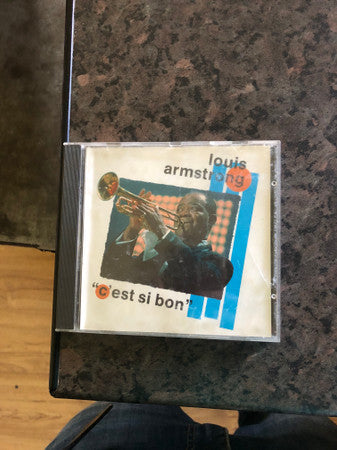 louis
armstrong
"c'est si bon"